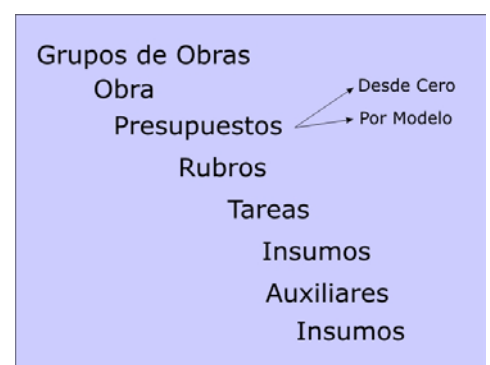 Grupos de Obras
Obra
Desde Cero
Presupuestos
Por Modelo
Rubros
Tareas
Insumos
Auxiliares
Insumos